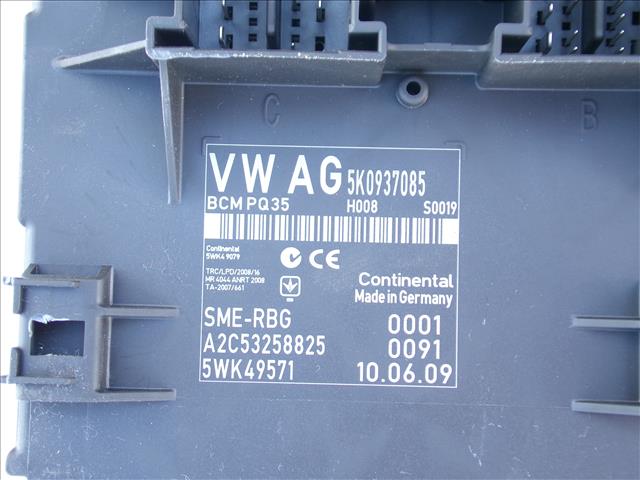 C
B
VW AG 5K0937085
BCM PQ35 H008 S0019
Continental
5WK4 9079
TRC/LPD/2008/16
MR 4044 ANRT 2008
TA-2007/661
CE
Continental
Made in Germany
SME-RBG 0001
A2C53258825 0091
5WK49571 10.06.09